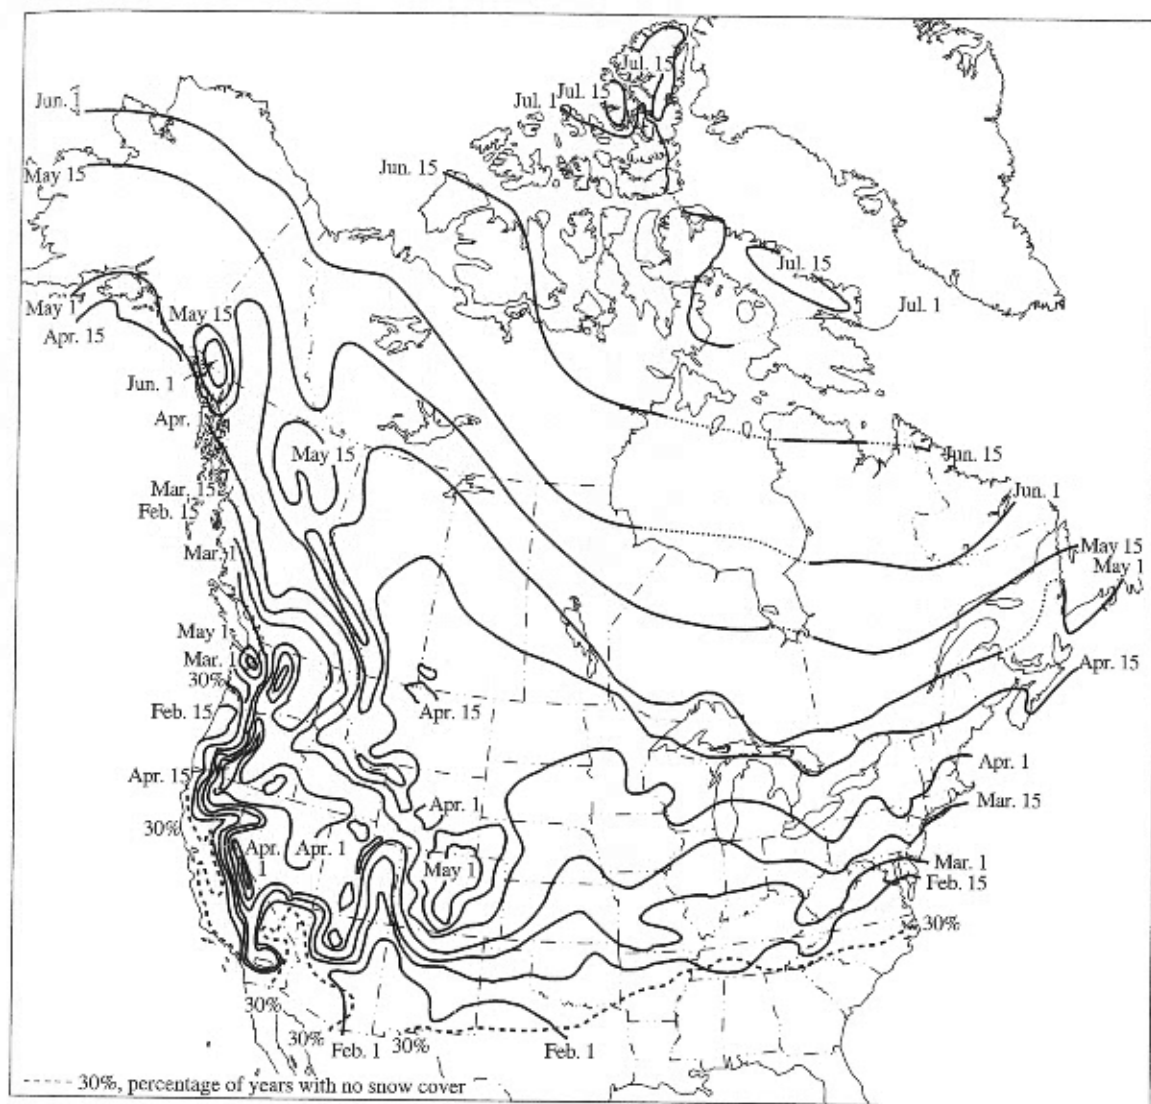 Jul. 15
Jul. 15
Jul. 1
Jun. 1
Jun. 15
May 15
Jul. 15
Jul. 1
May 1
May 15
Apr. 15
Jun. 1
Apr. 1
May 15
Jun. 15
Mar. 15
Jun. 1
Feb. 15
Mar. 1
May 15
May 1
May 1
Mar. 1
Apr. 15
30%
Feb. 15
Apr. 15
Apr. 15
Apr. 1
Apr. 1
Mar. 15
30%
Apr.
1
Apr. 1
May 1
Mar. 1
Feb. 15
30%
30%
30%
Feb. 1
30%
Feb. 1
30%, percentage of years with no snow cover